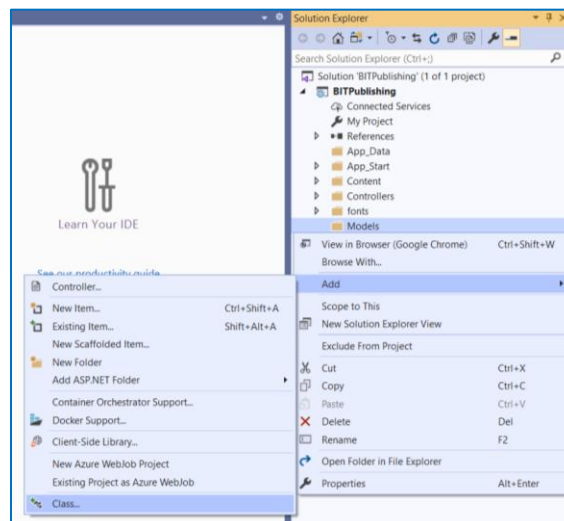 Solution Explorer
Search Solution Explorer (Ctrl+;)
Solution 'BITPublishing' (1 of 1 project)
BITPublishing
Connected Services
My Project
References
App_Data
App_Start
Content
Controllers
fonts
Models
Learn Your IDE
See our productivity guide
View in Browser (Google Chrome) Ctrl+Shift+W
Browse With...
Add
Scope to This
New Solution Explorer View
Exclude From Project
Cut Ctrl+X
Copy Ctrl+C
Paste Ctrl+V
Delete Del
Rename F2
Open Folder in File Explorer
Properties Alt+Enter
Controller...
New Item... Ctrl+Shift+A
Existing Item... Shift+Alt+A
New Scaffolded Item...
New Folder
Add ASP.NET Folder
Container Orchestrator Support...
Docker Support...
Client-Side Library...
New Azure WebJob Project
Existing Project as Azure WebJob
Class...